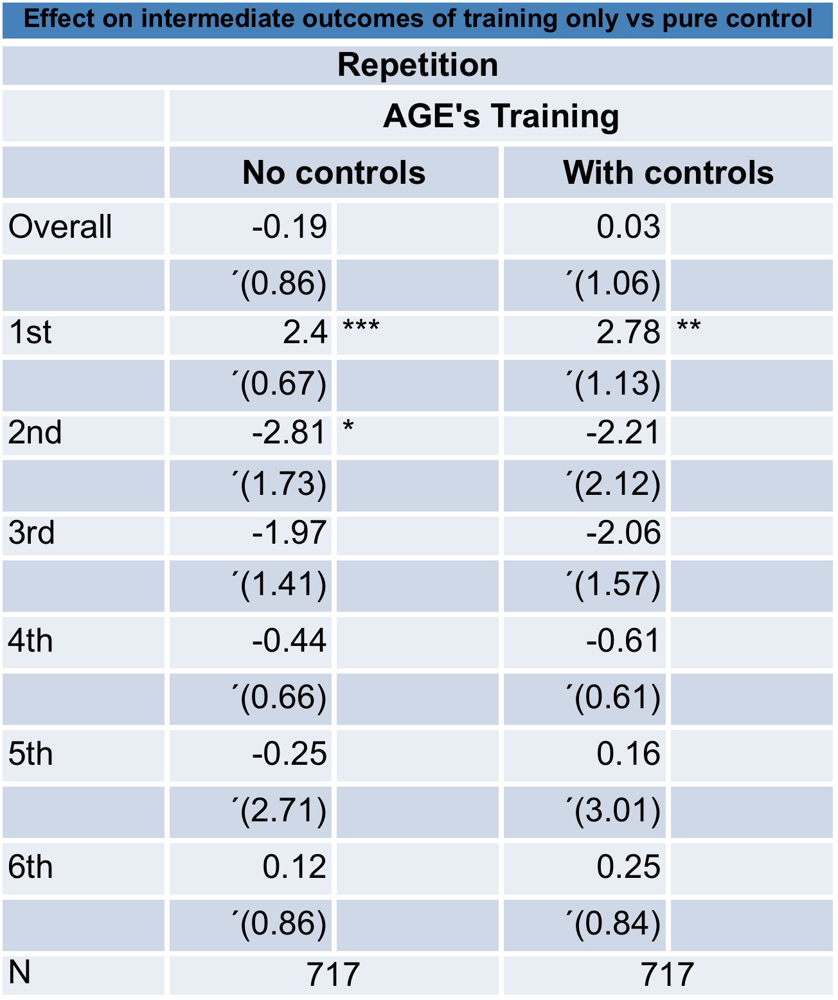 Effect on intermediate outcomes of training only vs pure control
Repetition
AGE's Training
No controls With controls
Overall -0.19 0.03
´(0.86) ´(1.06)
1st 2.4 *** 2.78 **
´(0.67) ´(1.13)
2nd -2.81 * -2.21
´(1.73) ´(2.12)
3rd -1.97 -2.06
´(1.41) ´(1.57)
4th -0.44 -0.61
´(0.66) ´(0.61)
5th -0.25 0.16
´(2.71) ´(3.01)
6th 0.12 0.25
´(0.86) ´(0.84)
N 717 717